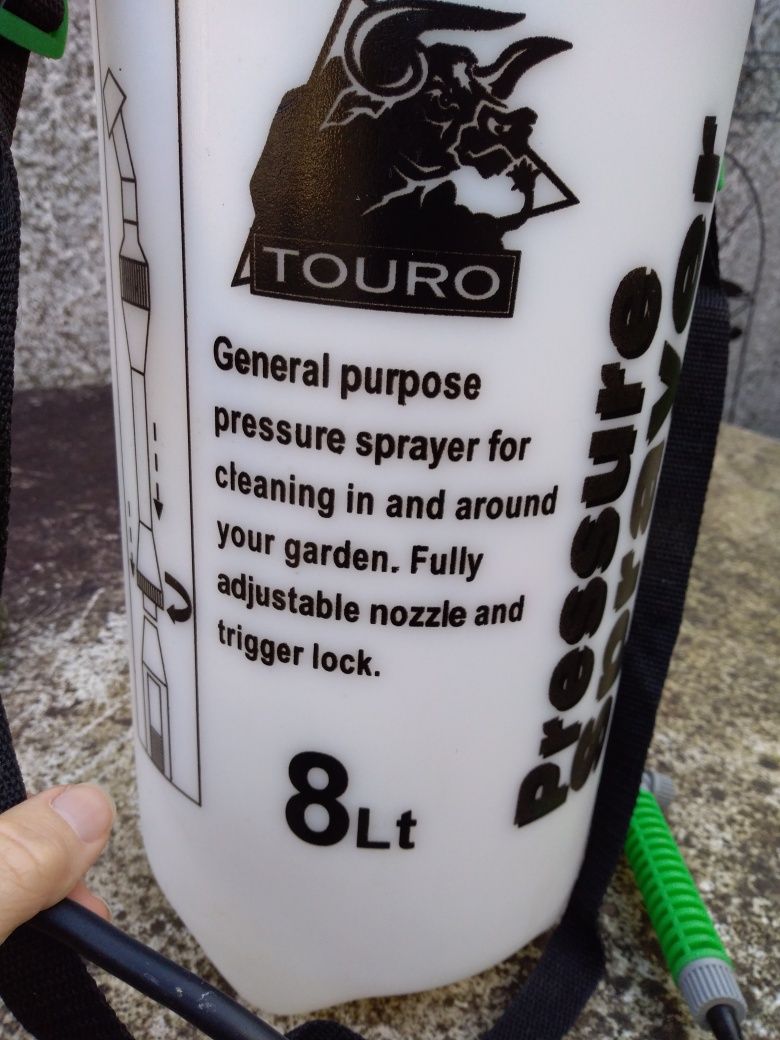 TOURO
General purpose
pressure sprayer for
cleaning in and around
your garden. Fully
adjustable nozzle and
trigger lock.
8Lt
Pressure
Sprayer